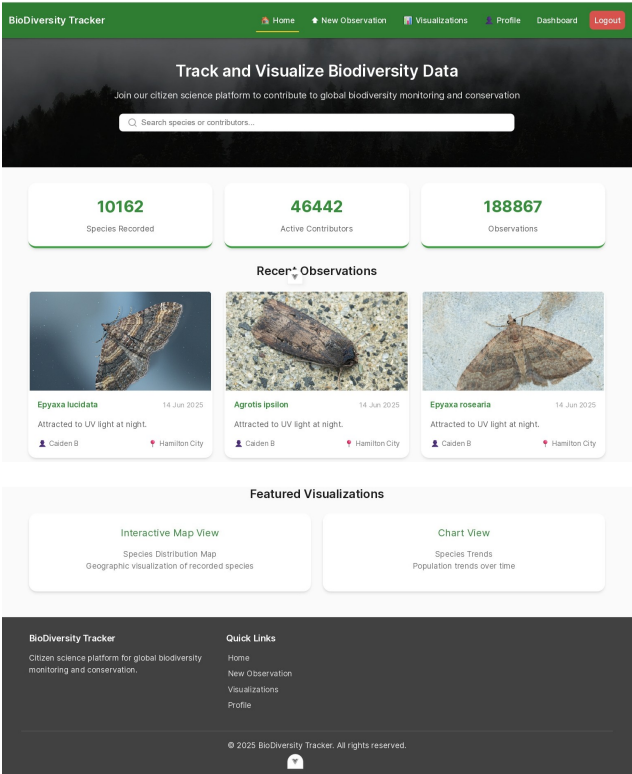 BioDiversity Tracker
Home
New Observation
Visualizations
Profile
Dashboard
Logout
Track and Visualize Biodiversity Data
Join our citizen science platform to contribute to global biodiversity monitoring and conservation
Search species or contributors...
10162
Species Recorded
46442
Active Contributors
188867
Observations
Recent Observations
Epyaxa lucidata
14 Jun 2025
Attracted to UV light at night.
Caiden B
Hamilton City
Agrotis ipsilon
14 Jun 2025
Attracted to UV light at night.
Caiden B
Hamilton City
Epyaxa rosearia
14 Jun 2025
Attracted to UV light at night.
Caiden B
Hamilton City
Featured Visualizations
Interactive Map View
Species Distribution Map
Geographic visualization of recorded species
Chart View
Species Trends
Population trends over time
BioDiversity Tracker
Citizen science platform for global biodiversity
monitoring and conservation.
Quick Links
Home
New Observation
Visualizations
Profile
© 2025 BioDiversity Tracker. All rights reserved.